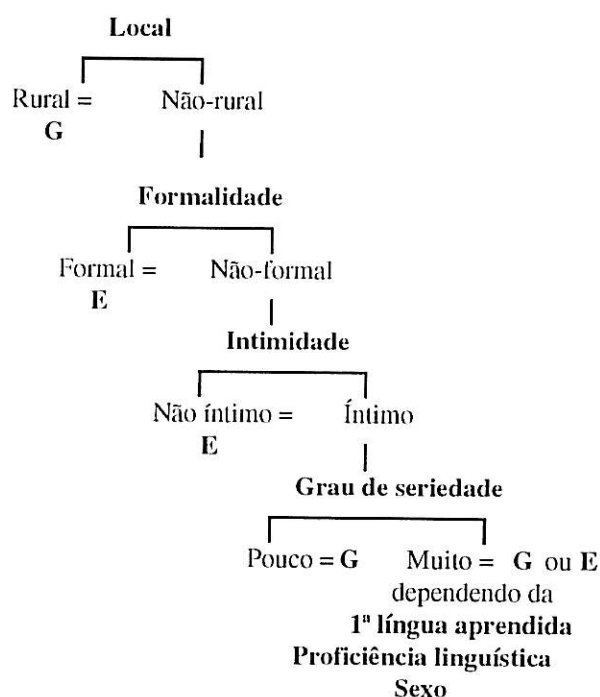 Local
Rural = Não-rural
G
Formalidade
Formal = Não-formal
E
Intimidade
Não íntimo = Íntimo
E
Grau de seriedade
Pouco = G Muito = G ou E
dependendo da
1ª língua aprendida
Proficiência linguística
Sexo